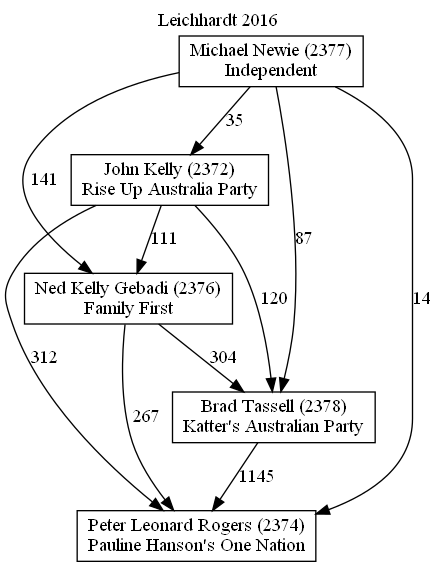 Leichhardt 2016
Michael Newie (2377)
Independent
35
John Kelly (2372)
Rise Up Australia Party
141
111
87
Ned Kelly Gebadi (2376)
Family First
120
14
312
304
267
Brad Tassell (2378)
Katter's Australian Party
1145
Peter Leonard Rogers (2374)
Pauline Hanson's One Nation